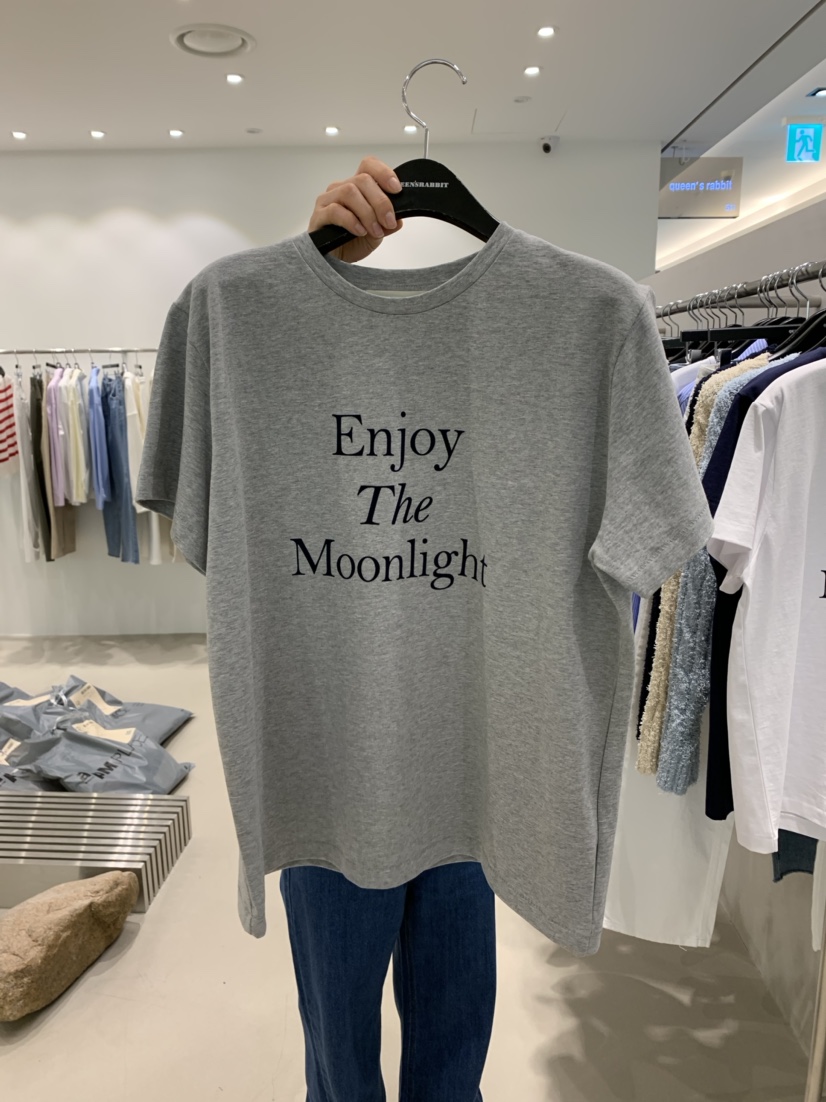 queen's rabbit
Enjoy
The
Moonlight